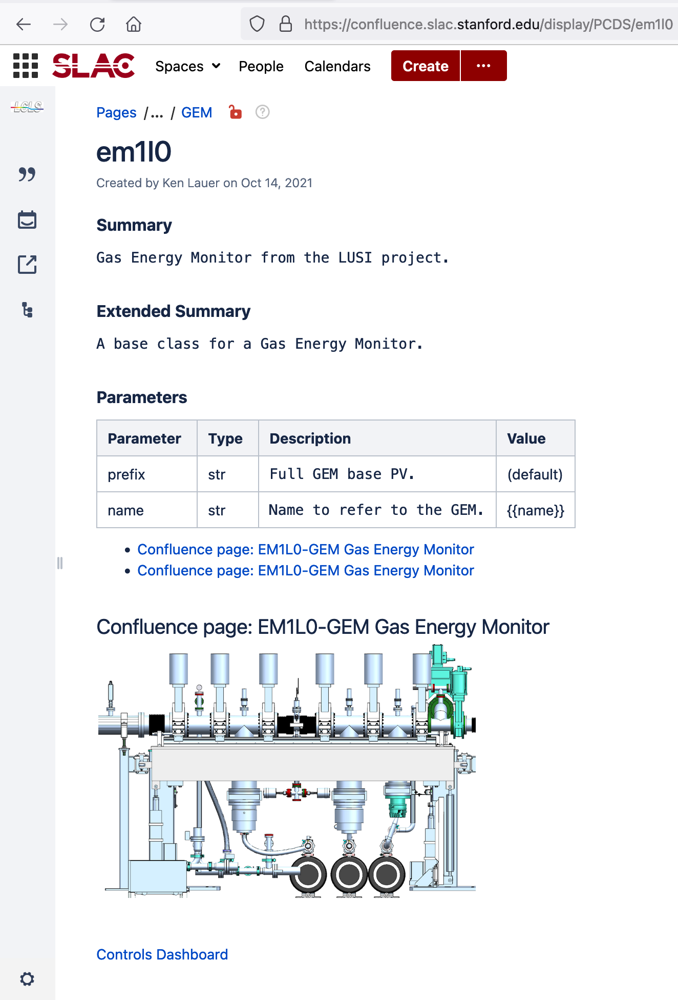 https://confluence.slac.stanford.edu/display/PCDS/em1l0
SLAC
Spaces
People
Calendars
Create
···
LCLS
Pages /... / GEM
em1l0
Created by Ken Lauer on Oct 14, 2021
Summary
Gas Energy Monitor from the LUSI project.
Extended Summary
A base class for a Gas Energy Monitor.
Parameters
Parameter Type Description Value
prefix str Full GEM base PV. (default)
name str Name to refer to the GEM. {{name}}
• Confluence page: EM1L0-GEM Gas Energy Monitor
• Confluence page: EM1L0-GEM Gas Energy Monitor
Confluence page: EM1L0-GEM Gas Energy Monitor
Controls Dashboard